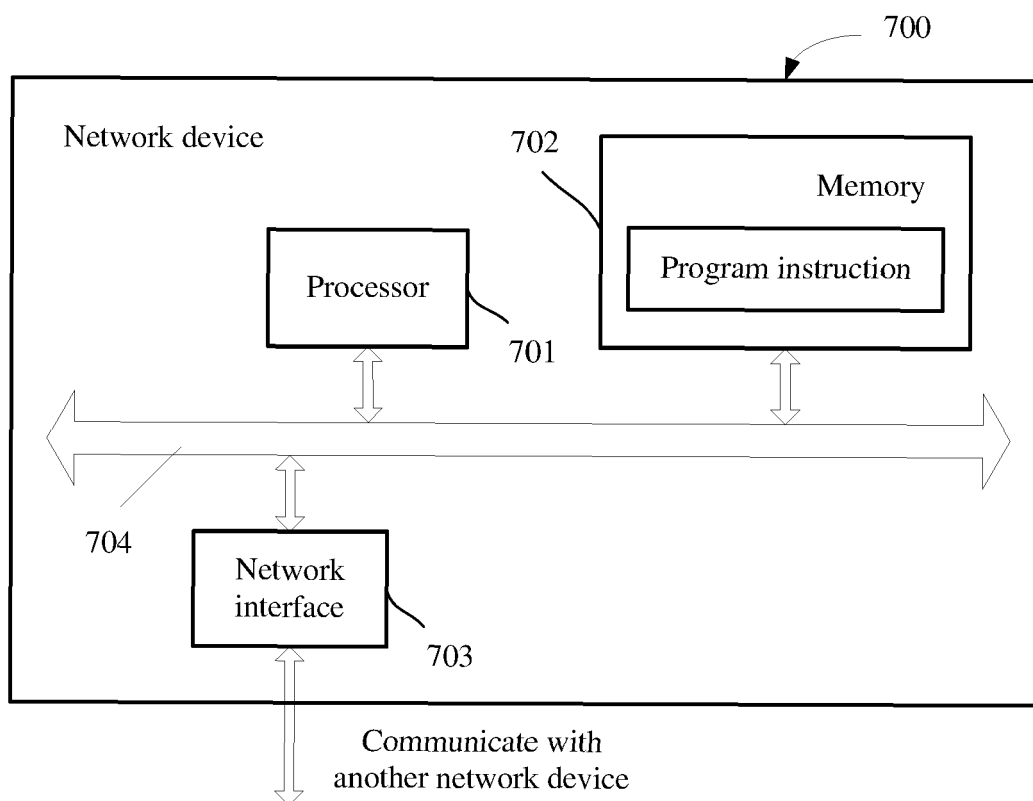 700
Network device
702
Memory
Program instruction
Processor
701
704
Network
interface
703
Communicate with
another network device